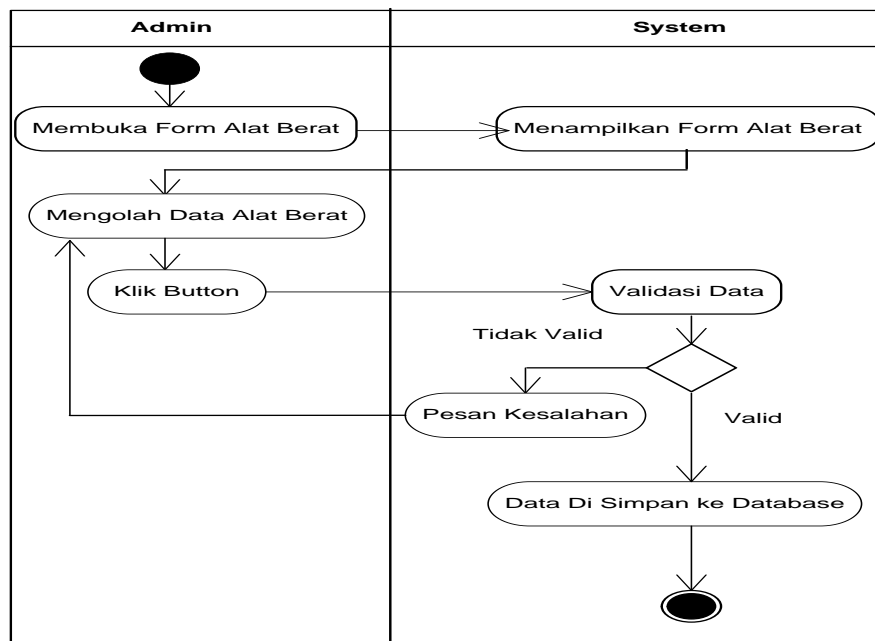 Admin
System
Membuka Form Alat Berat
Menampilkan Form Alat Berat
Mengolah Data Alat Berat
Klik Button
Validasi Data
Tidak Valid
Pesan Kesalahan
Valid
Data Di Simpan ke Database